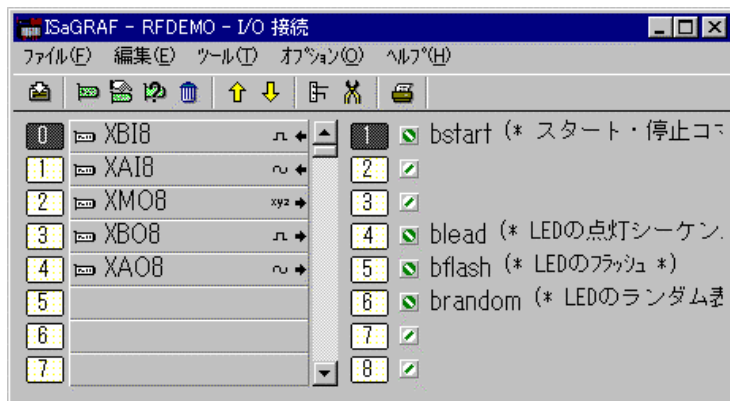 ISaGRAF - RFDEMO - I/O 接続
ファイル(F) 編集(E) ツール(T) オプション(O) ヘルプ(H)
0 XBI8
1 XAI8
2 XMO8 xyz
3 XBO8
4 XAO8
5
6
7
1 bstart (* スタート・停止コマ
2
3
4 blead (* LEDの点灯シーケン
5 bflash (* LEDのフラッシュ *)
6 brandom (* LEDのランダム表
7
8